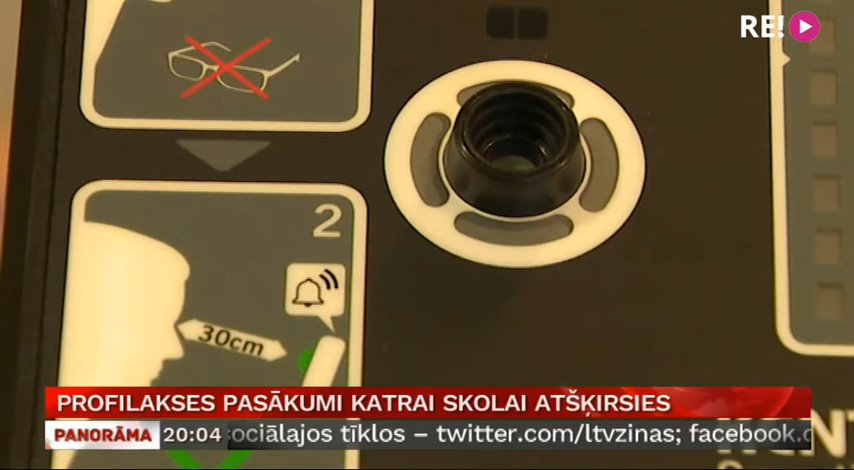 RE!
2
30cm
PROFILAKSES PASĀKUMI KATRAI SKOLAI ATŠĶIRSIES
PANORĀMA 20:04 sociālajos tīklos – twitter.com/ltvzinas; facebook.c